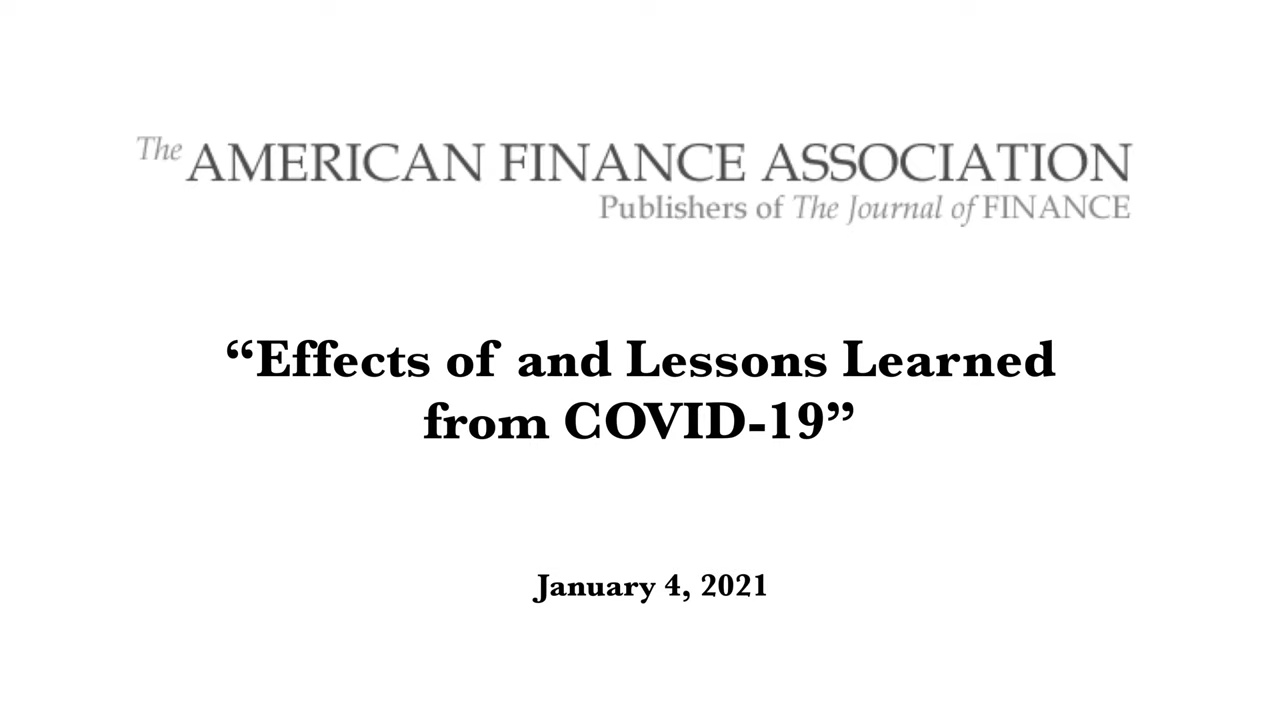 The AMERICAN FINANCE ASSOCIATION
Publishers of The Journal of FINANCE
“Effects of and Lessons Learned
from COVID-19”
January 4, 2021